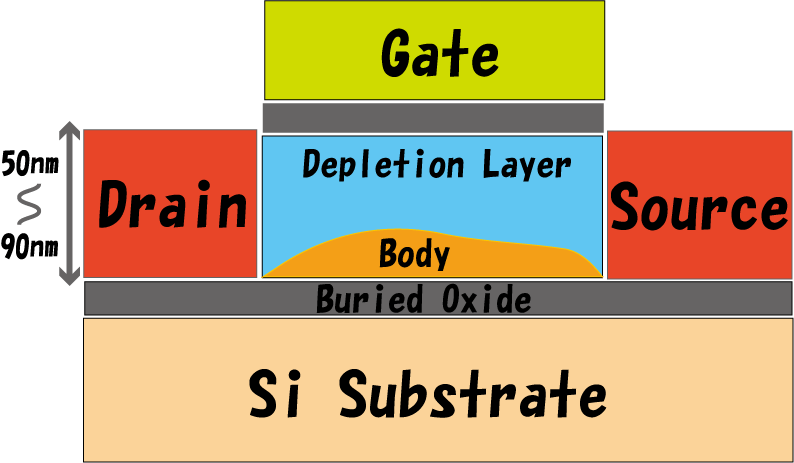 Gate
50nm
90nm
Depletion Layer
Drain
Source
Body
Buried Oxide
Si Substrate